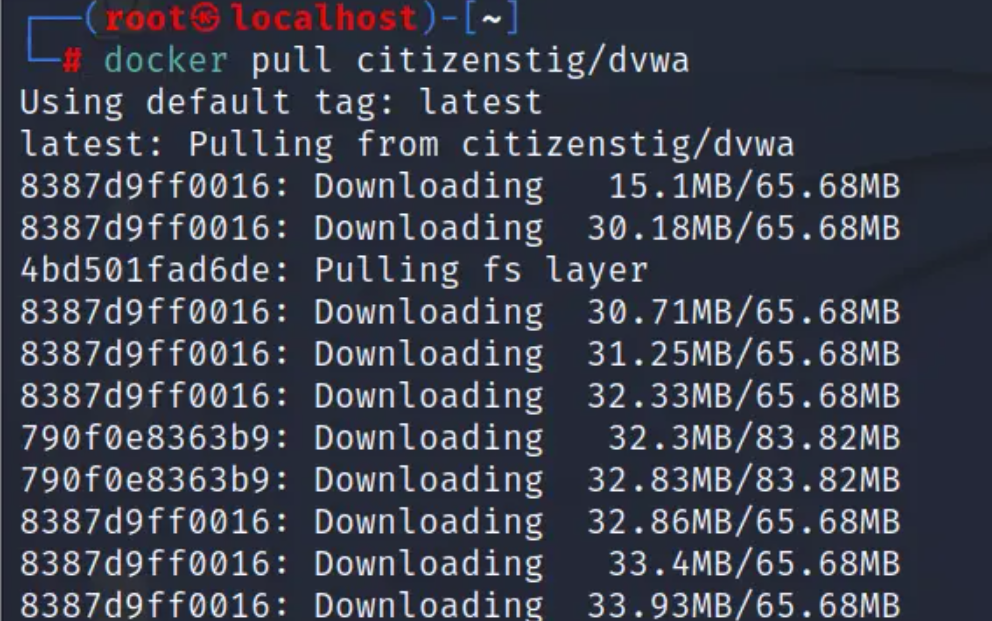 (root㉿localhost)-[~]
# docker pull citizenstig/dvwa
Using default tag: latest
latest: Pulling from citizenstig/dvwa
8387d9ff0016: Downloading   15.1MB/65.68MB
8387d9ff0016: Downloading  30.18MB/65.68MB
4bd501fad6de: Pulling fs layer
8387d9ff0016: Downloading  30.71MB/65.68MB
8387d9ff0016: Downloading  31.25MB/65.68MB
8387d9ff0016: Downloading  32.33MB/65.68MB
790f0e8363b9: Downloading   32.3MB/83.82MB
790f0e8363b9: Downloading  32.83MB/83.82MB
8387d9ff0016: Downloading  32.86MB/65.68MB
8387d9ff0016: Downloading   33.4MB/65.68MB
8387d9ff0016: Downloading  33.93MB/65.68MB